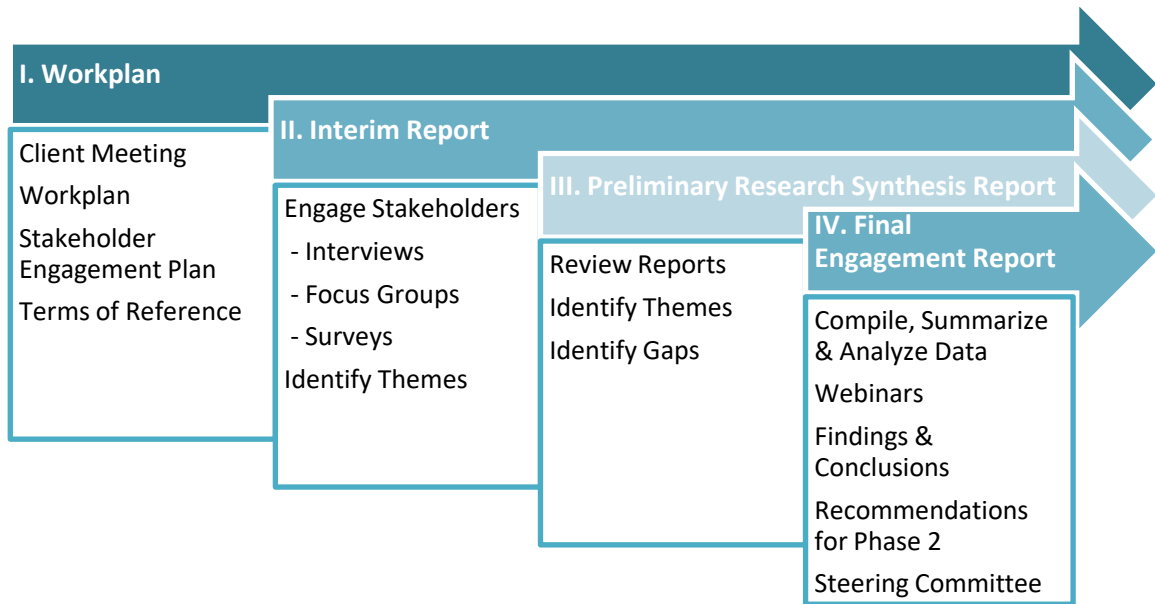 I. Workplan
Client Meeting
Workplan
Stakeholder
Engagement Plan
Terms of Reference
II. Interim Report
Engage Stakeholders
- Interviews
- Focus Groups
- Surveys
Identify Themes
III. Preliminary Research Synthesis Report
Review Reports
Identify Themes
Identify Gaps
IV. Final
Engagement Report
Compile, Summarize
& Analyze Data
Webinars
Findings &
Conclusions
Recommendations
for Phase 2
Steering Committee